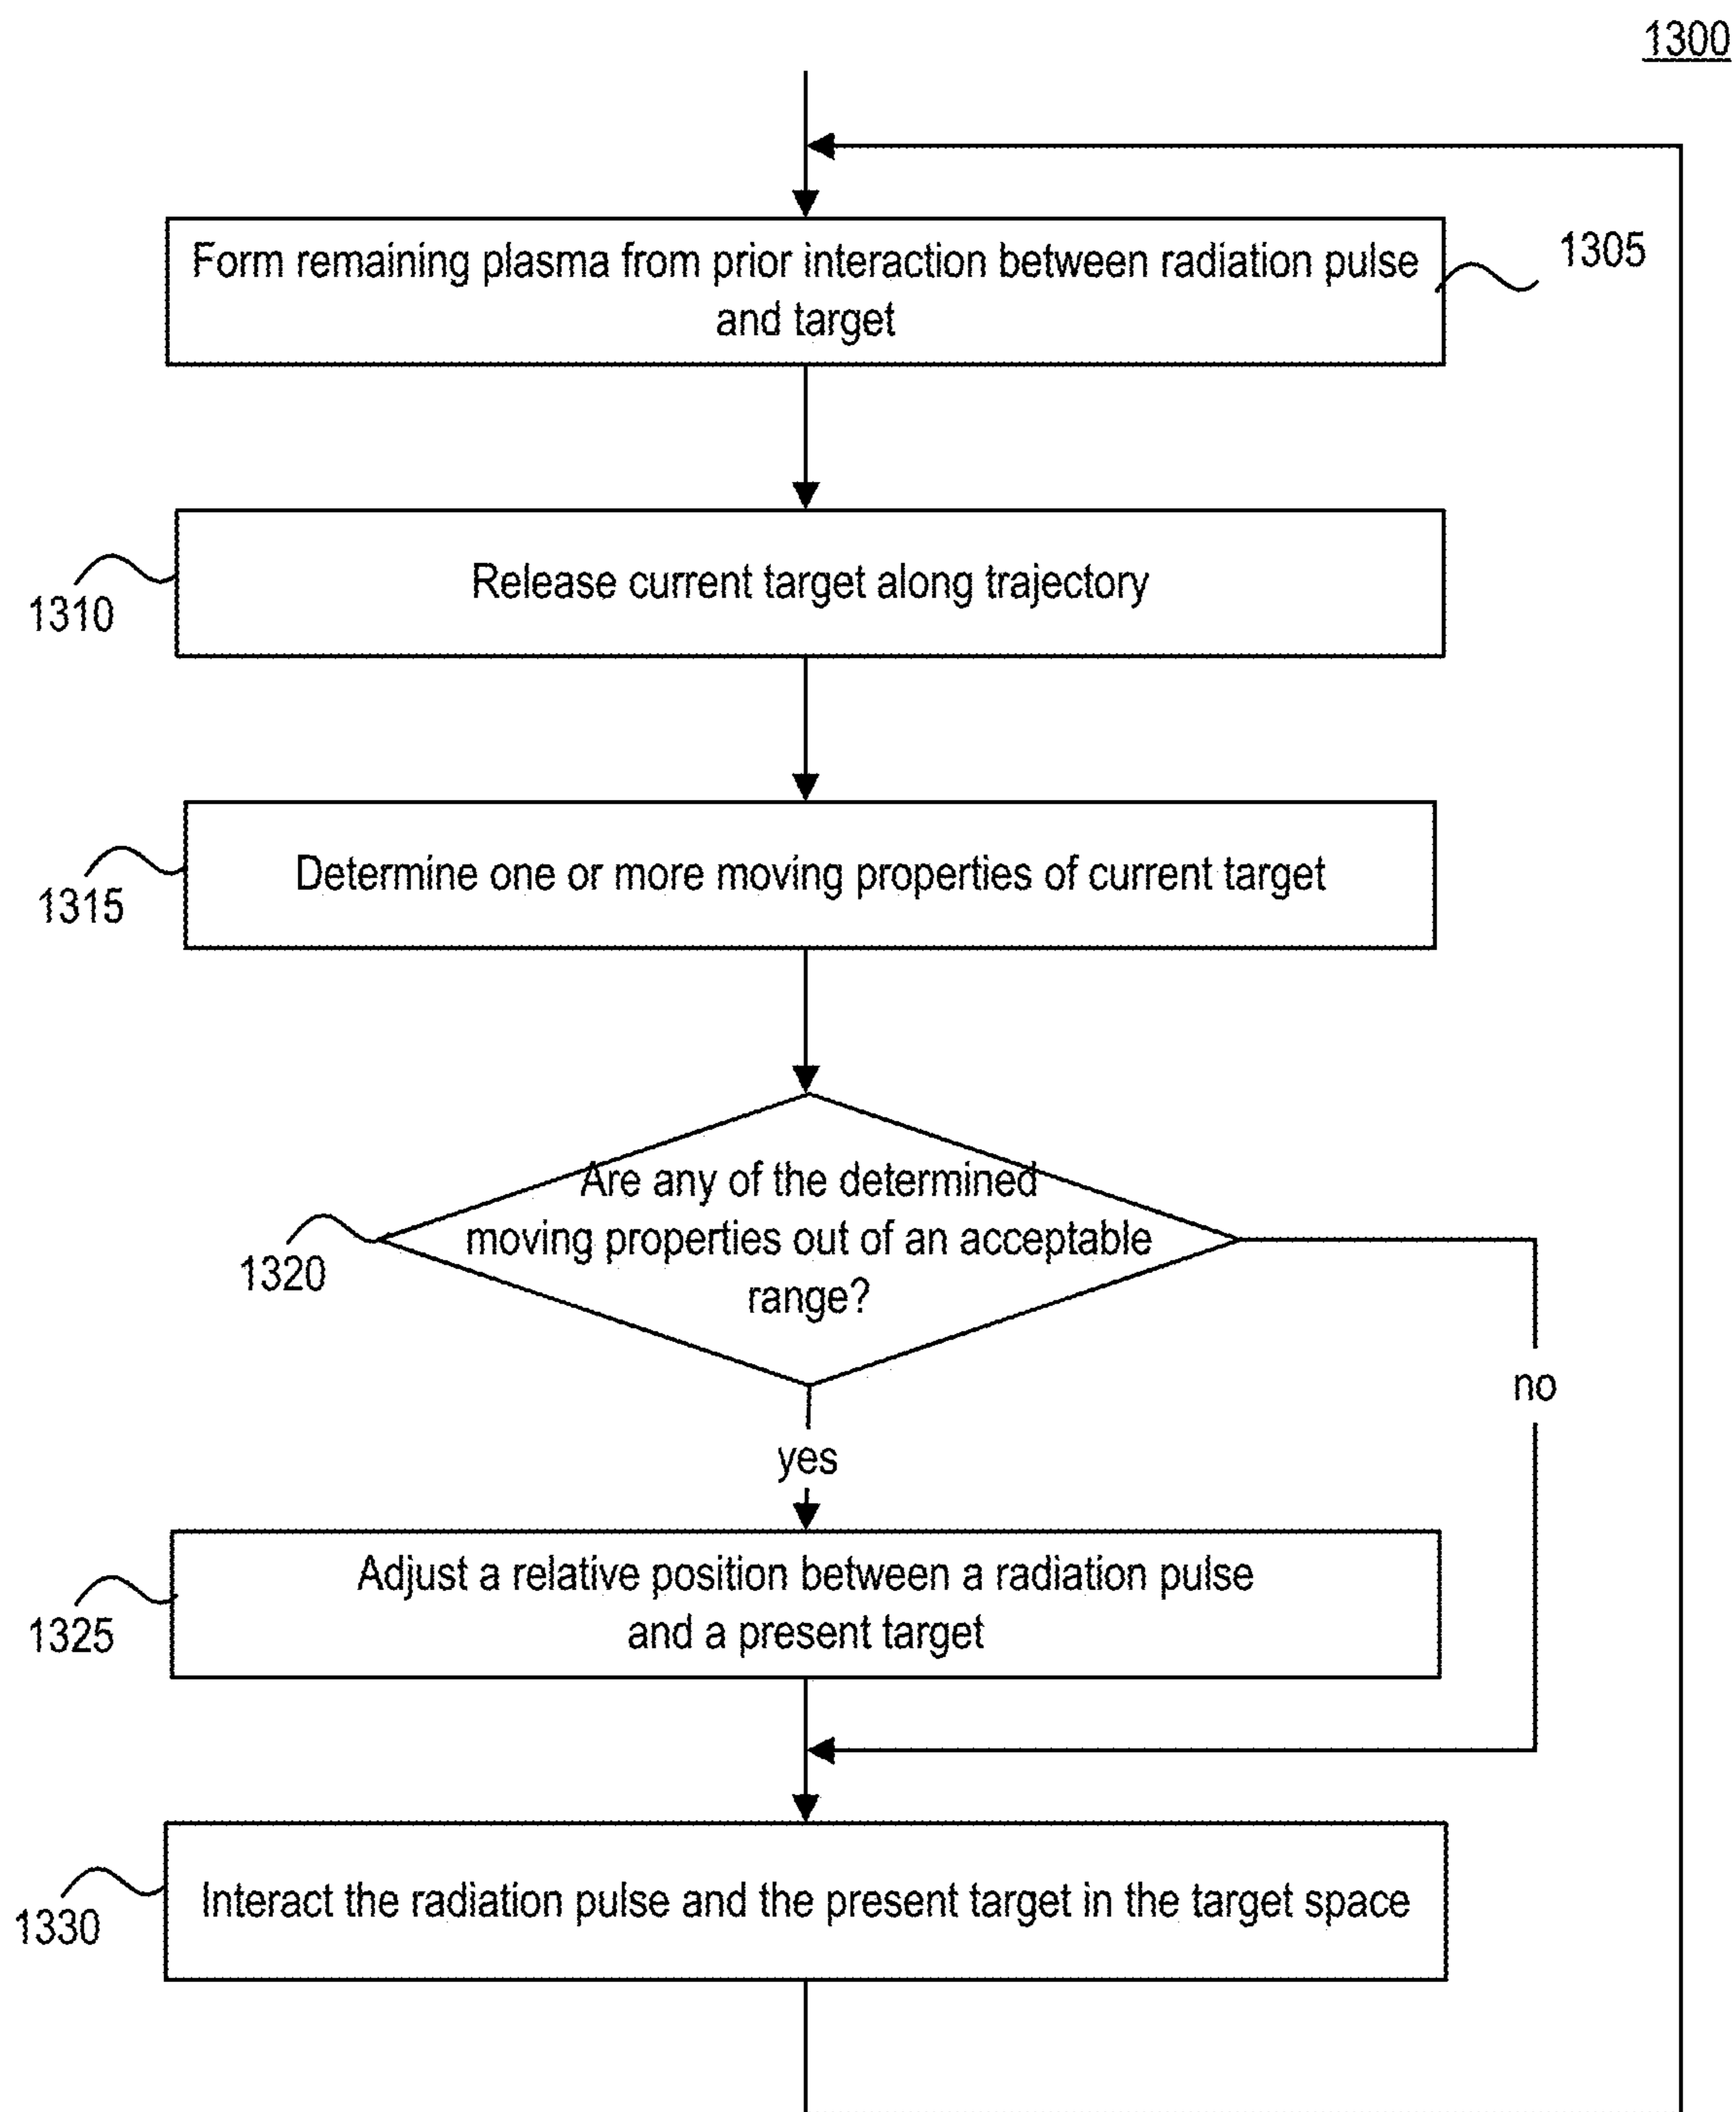 1300
Form remaining plasma from prior interaction between radiation pulse
and target
1305
Release current target along trajectory
1310
Determine one or more moving properties of current target
1315
Are any of the determined
moving properties out of an acceptable
range?
1320
no
yes
Adjust a relative position between a radiation pulse
and a present target
1325
Interact the radiation pulse and the present target in the target space
1330